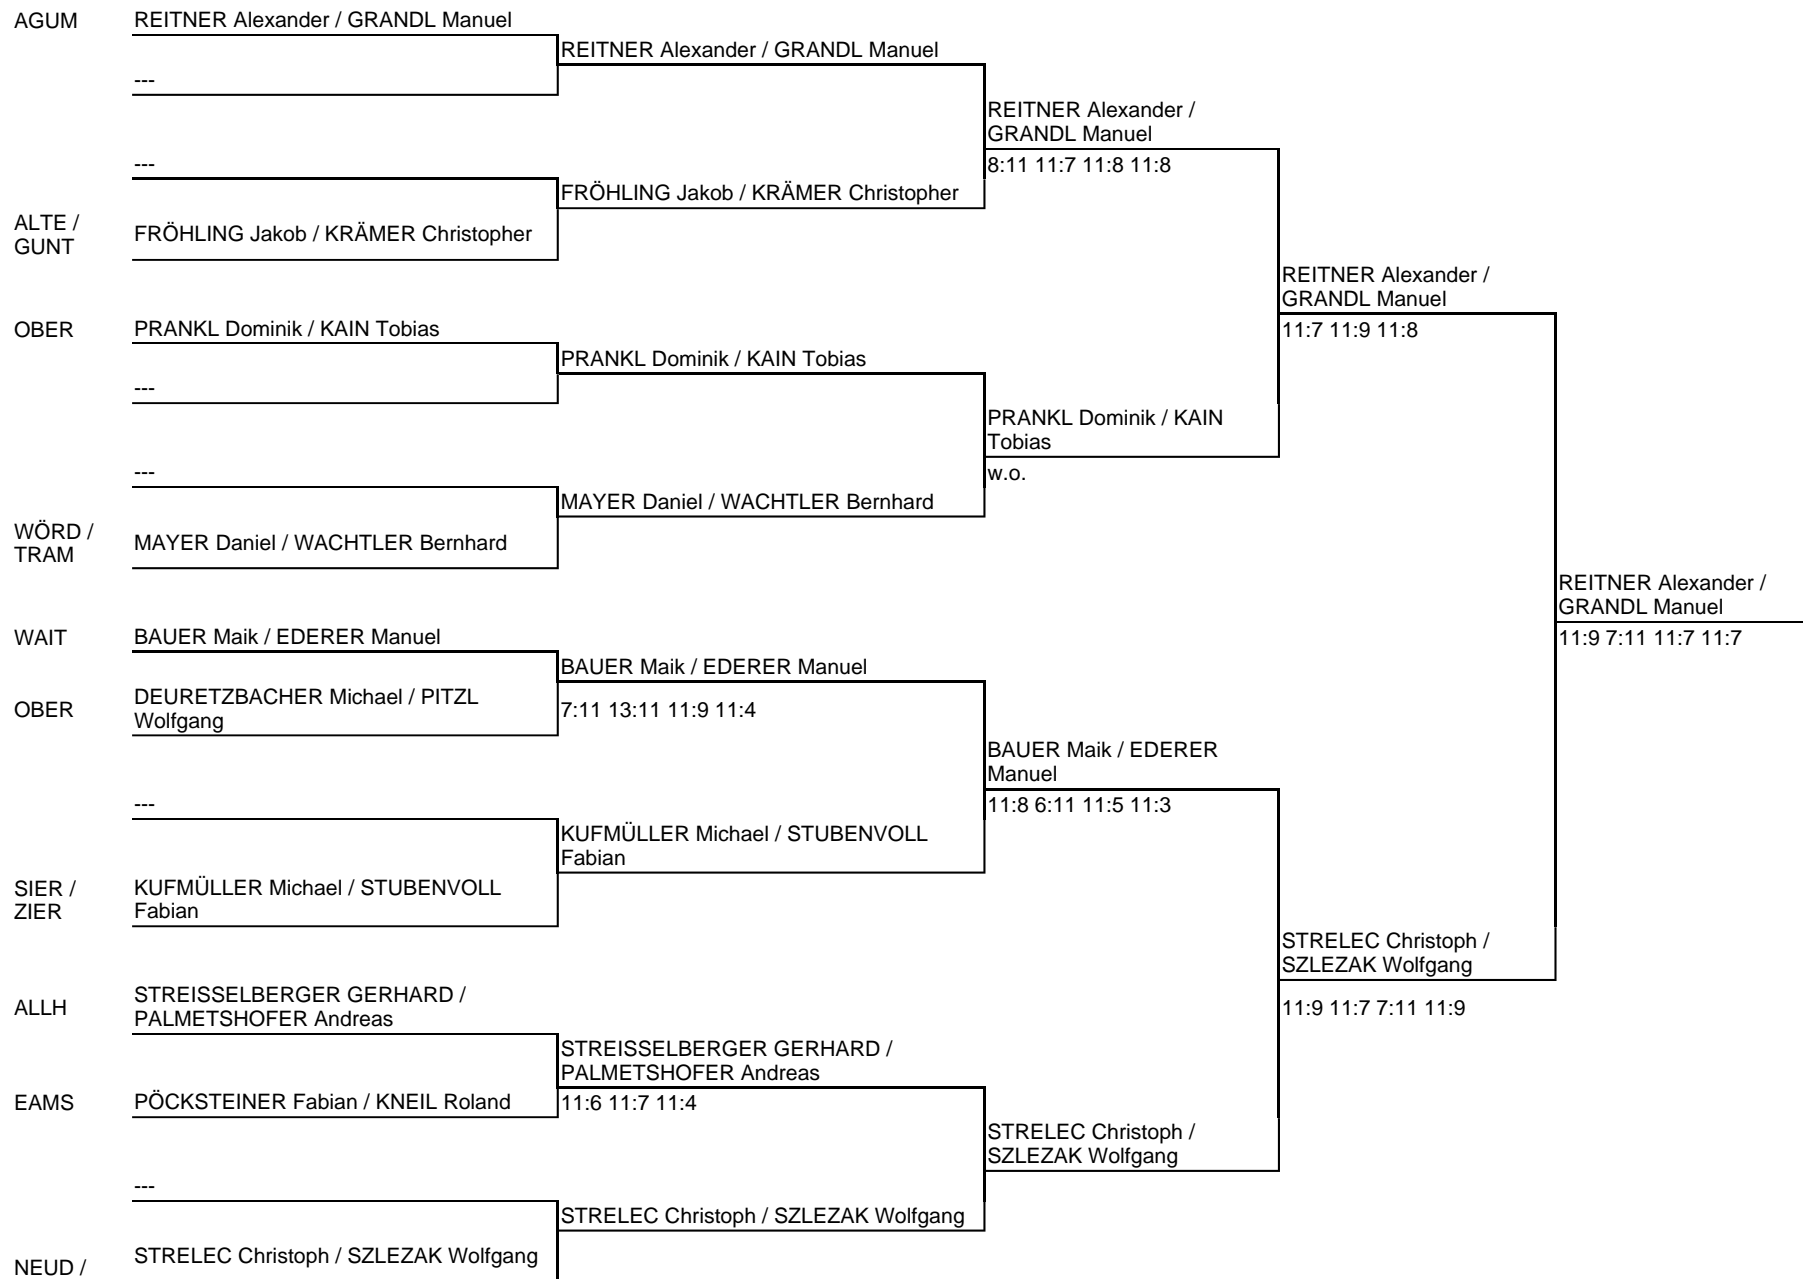 AGUM
REITNER Alexander / GRANDL Manuel
REITNER Alexander / GRANDL Manuel
---
REITNER Alexander /
GRANDL Manuel
---
8:11 11:7 11:8 11:8
FRÖHLING Jakob / KRÄMER Christopher
ALTE /
GUNT
FRÖHLING Jakob / KRÄMER Christopher
REITNER Alexander /
GRANDL Manuel
OBER
PRANKL Dominik / KAIN Tobias
11:7 11:9 11:8
PRANKL Dominik / KAIN Tobias
---
PRANKL Dominik / KAIN
Tobias
---
w.o.
MAYER Daniel / WACHTLER Bernhard
WÖRD /
TRAM
MAYER Daniel / WACHTLER Bernhard
REITNER Alexander /
GRANDL Manuel
WAIT
BAUER Maik / EDERER Manuel
11:9 7:11 11:7 11:7
BAUER Maik / EDERER Manuel
OBER
DEURETZBACHER Michael / PITZL
Wolfgang
7:11 13:11 11:9 11:4
BAUER Maik / EDERER
Manuel
---
11:8 6:11 11:5 11:3
KUFMÜLLER Michael / STUBENVOLL
Fabian
SIER /
ZIER
KUFMÜLLER Michael / STUBENVOLL
Fabian
STRELEC Christoph /
SZLEZAK Wolfgang
ALLH
STREISSELBERGER GERHARD /
PALMETSHOFER Andreas
11:9 11:7 7:11 11:9
STREISSELBERGER GERHARD /
PALMETSHOFER Andreas
EAMS
PÖCKSTEINER Fabian / KNEIL Roland
11:6 11:7 11:4
STRELEC Christoph /
SZLEZAK Wolfgang
---
STRELEC Christoph / SZLEZAK Wolfgang
STRELEC Christoph / SZLEZAK Wolfgang
NEUD /